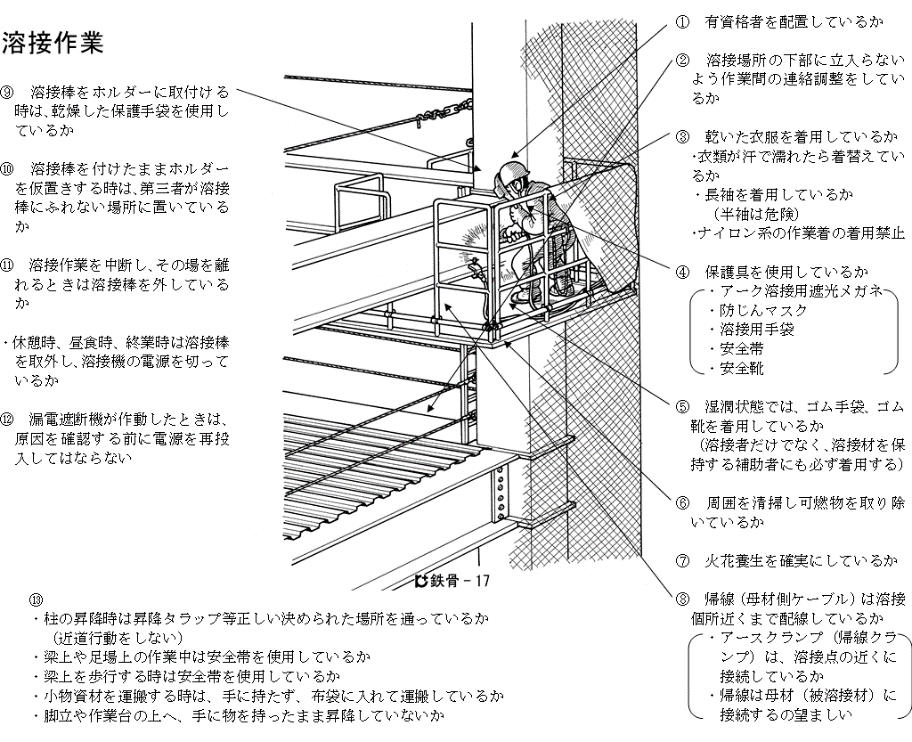 溶接作業
⑨ 溶接棒をホルダーに取付ける
時は、乾燥した保護手袋を使用し
ているか
⑩ 溶接棒を付けたままホルダー
を仮置きする時は、第三者が溶接
棒にふれない場所に置いている
か
⑪ 溶接作業を中断し、その場を離
れるときは溶接棒を外している
か
・休憩時、昼食時、終業時は溶接棒
を取外し、溶接機の電源を切って
いるか
⑫ 漏電遮断機が作動したときは、
原因を確認する前に電源を再投
入してはならない
① 有資格者を配置しているか
② 溶接場所の下部に立入らない
よう作業間の連絡調整をしてい
るか
③ 乾いた衣服を着用しているか
・衣類が汗で濡れたら着替えてい
るか
・長袖を着用しているか
（半袖は危険）
・ナイロン系の作業着の着用禁止
④ 保護具を使用しているか
・アーク溶接用遮光メガネ
・防じんマスク
・溶接用手袋
・安全帯
・安全靴
⑤ 湿潤状態では、ゴム手袋、ゴム
靴を着用しているか
（溶接者だけでなく、溶接材を保
持する補助者にも必ず着用する）
⑥ 周囲を清掃し可燃物を取り除
いているか
⑦ 火花養生を確実にしているか
⑧ 帰線（母材側ケーブル）は溶接
個所近くまで配線しているか
・アースクランプ（帰線クラ
ンプ）は、溶接点の近くに
接続しているか
・帰線は母材（被溶接材）に
接続するの望ましい
鉄骨－17
⑬
・柱の昇降時は昇降タラップ等正しい決められた場所を通っているか
（近道行動をしない）
・梁上や足場上の作業中は安全帯を使用しているか
・梁上を歩行する時は安全帯を使用しているか
・小物資材を運搬する時は、手に持たず、布袋に入れて運搬しているか
・脚立や作業台の上へ、手に物を持ったまま昇降していないか